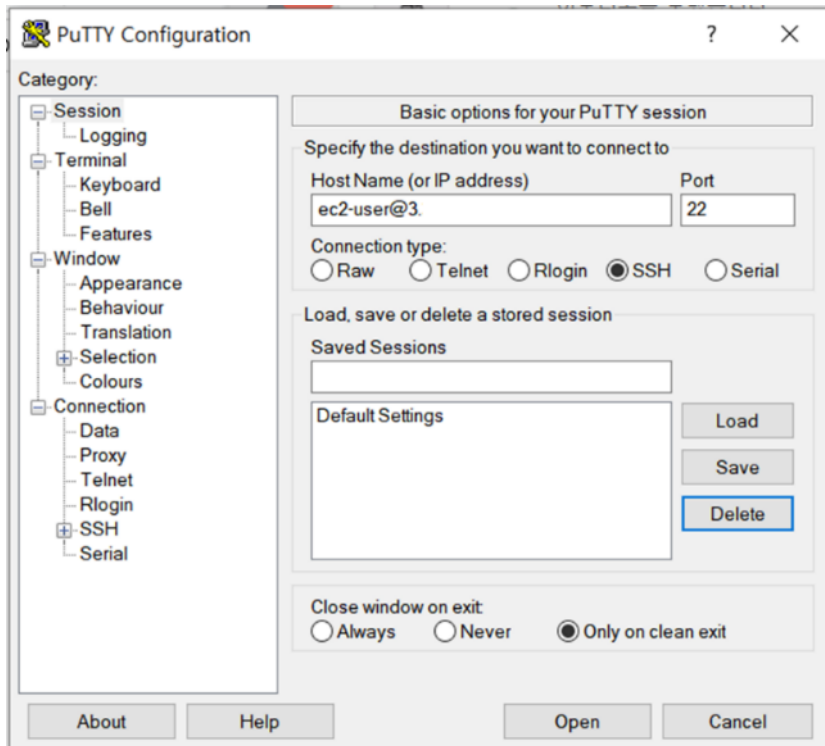 PuTTY Configuration
?
Category:
Session
Logging
Terminal
Keyboard
Bell
Features
Window
Appearance
Behaviour
Translation
Selection
Colours
Connection
Data
Proxy
Telnet
Rlogin
SSH
Serial
Basic options for your PuTTY session
Specify the destination you want to connect to
Host Name (or IP address) Port
ec2-user@3. 22
Connection type:
Raw Telnet Rlogin SSH Serial
Load, save or delete a stored session
Saved Sessions
Default Settings
Load
Save
Delete
Close window on exit:
Always Never Only on clean exit
About Help Open Cancel